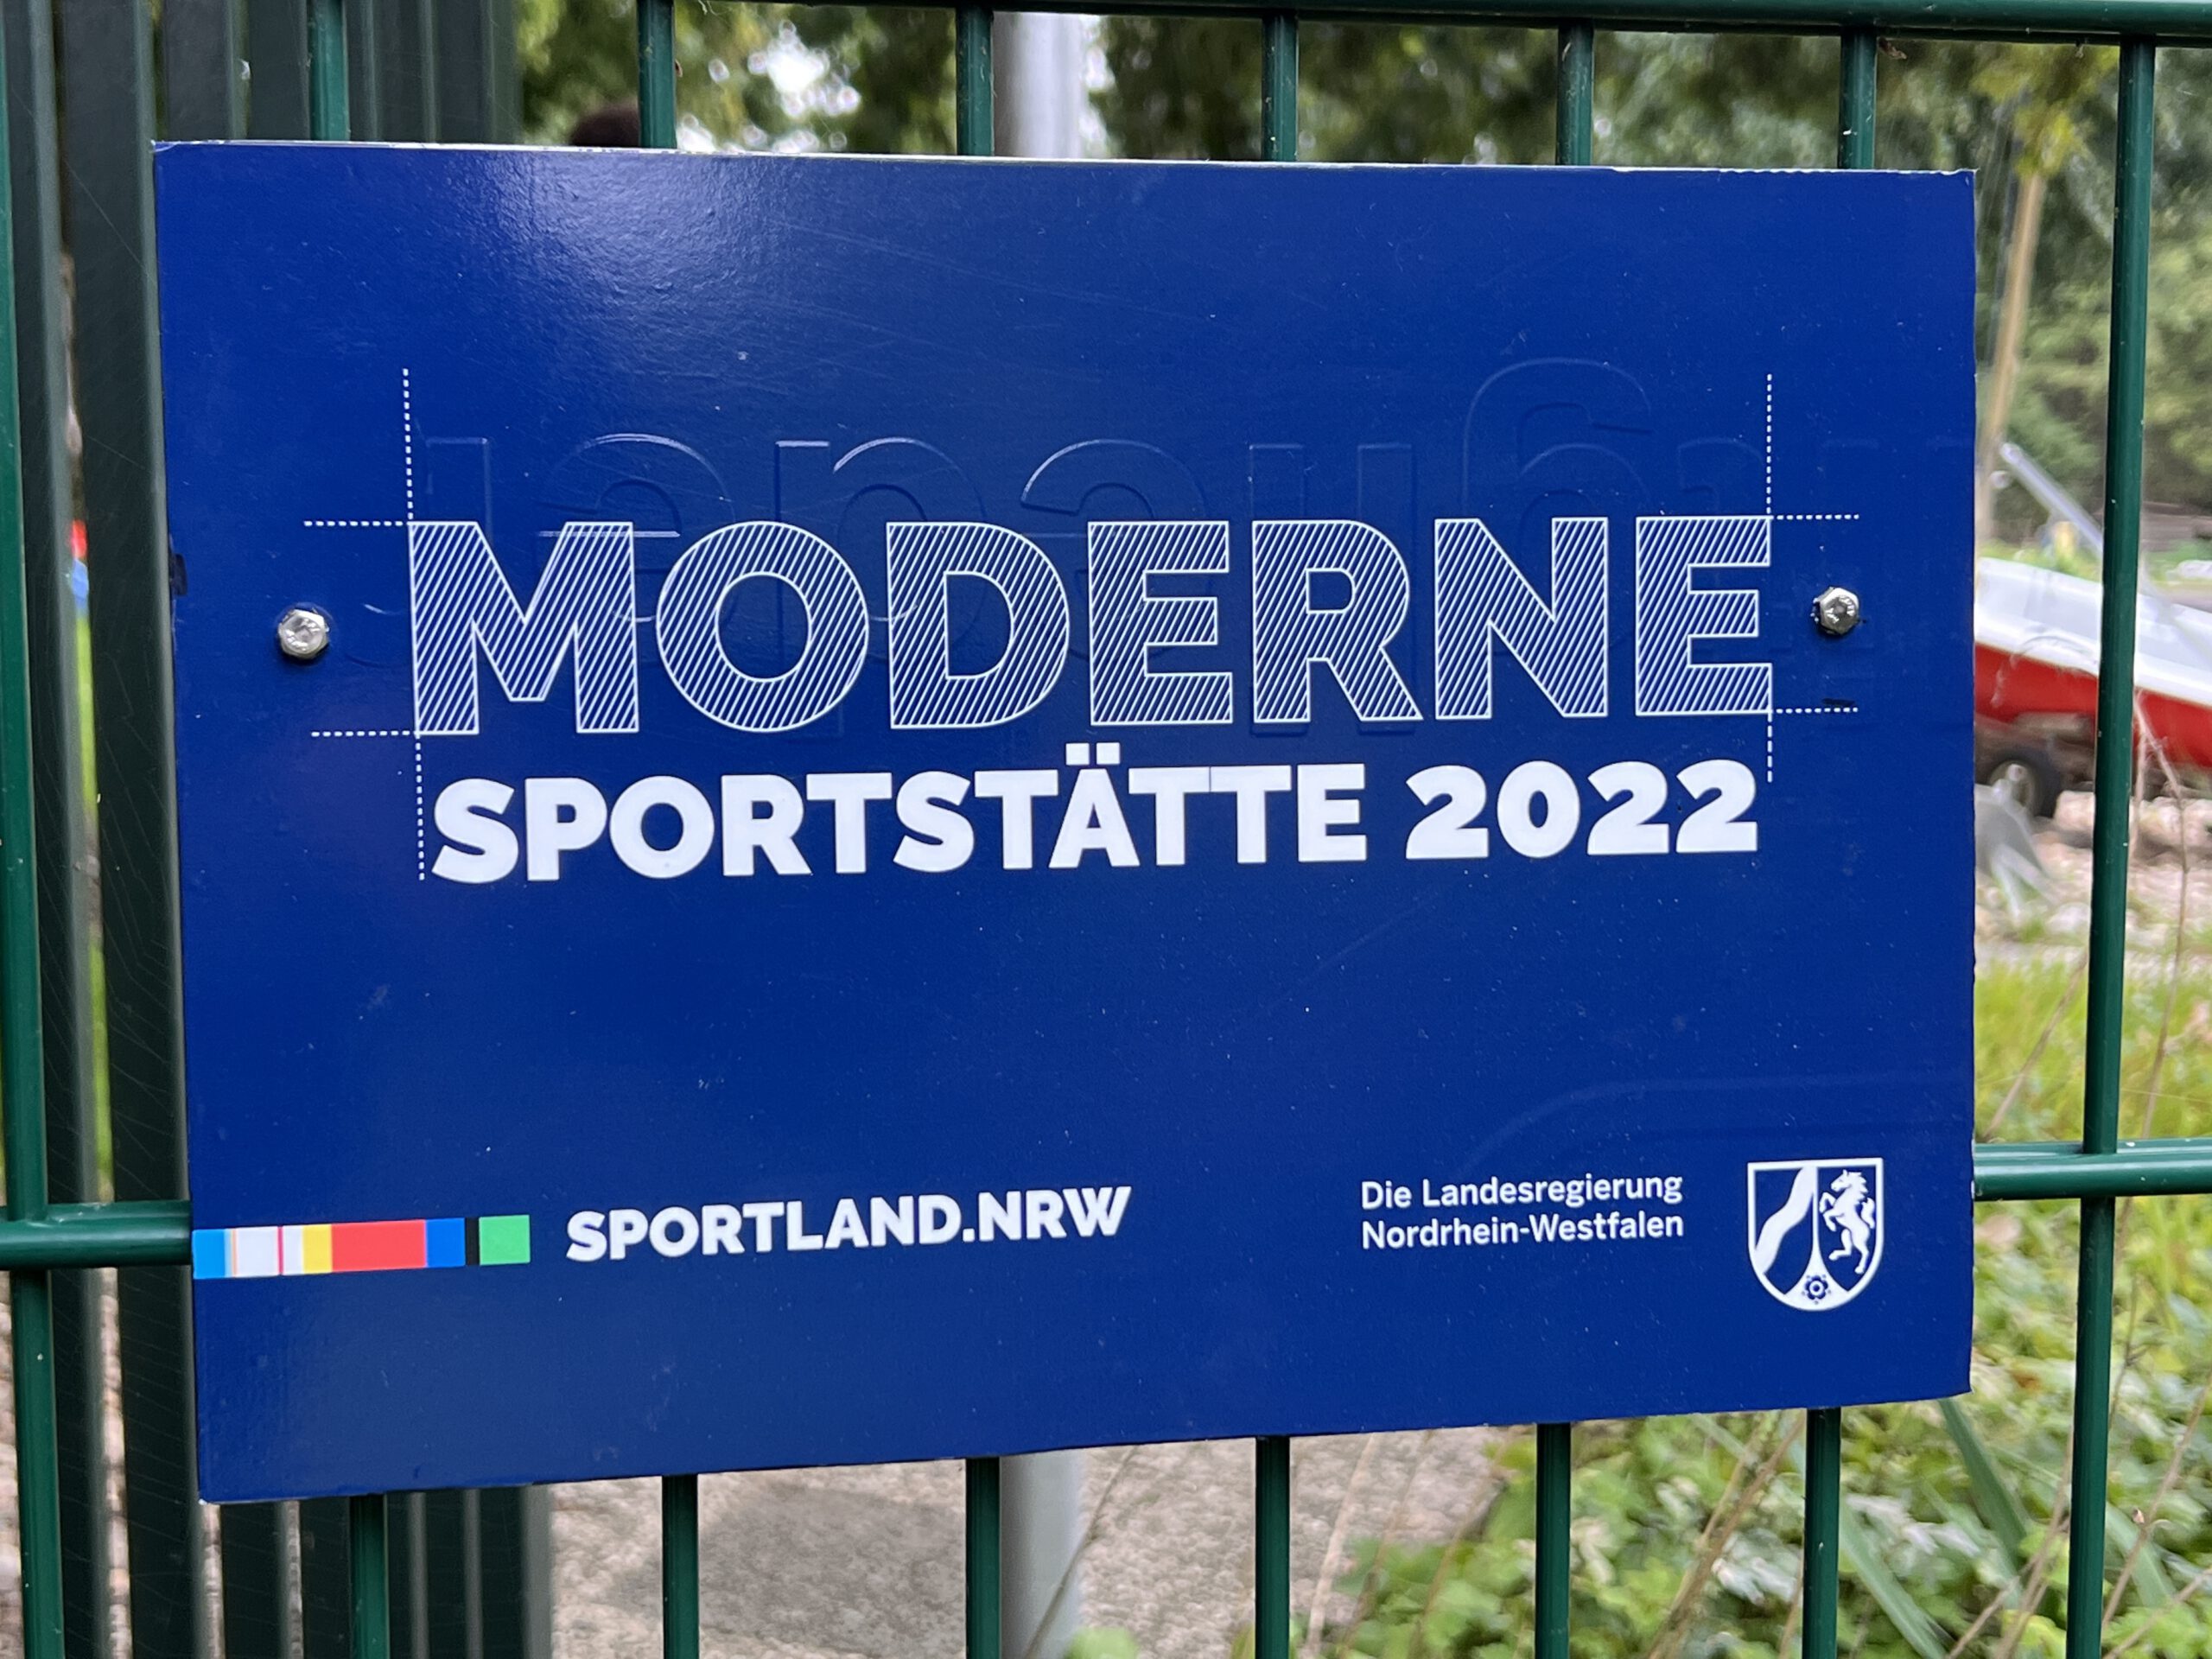 MODERNE
SPORTSTÄTTE 2022
SPORTLAND.NRW
Die Landesregierung
Nordrhein-Westfalen